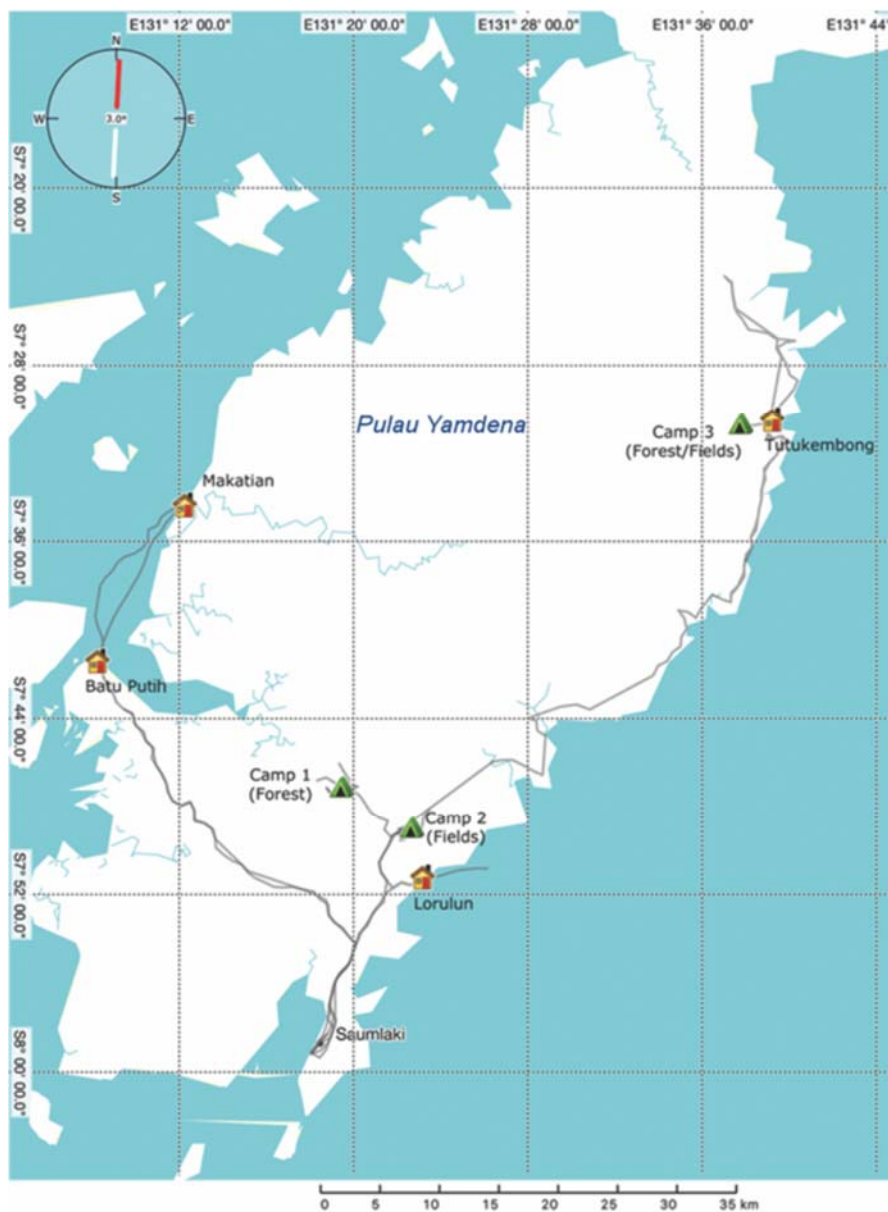 E131° 12' 00.0"
E131° 20' 00.0"
E131° 28' 00.0"
E131° 36' 00.0"
E131° 44'
N
W
3.0°
E
S
S7° 20' 00.0"
S7° 28' 00.0"
Pulau Yamdena
Camp 3
(Forest/Fields)
Tutukembong
Makatian
S7° 36' 00.0"
Batu Putih
S7° 44' 00.0"
Camp 1
(Forest)
Camp 2
(Fields)
S7° 52' 00.0"
Lorulun
Saumlaki
S8° 00' 00.0"
0 5 10 15 20 25 30 35 km